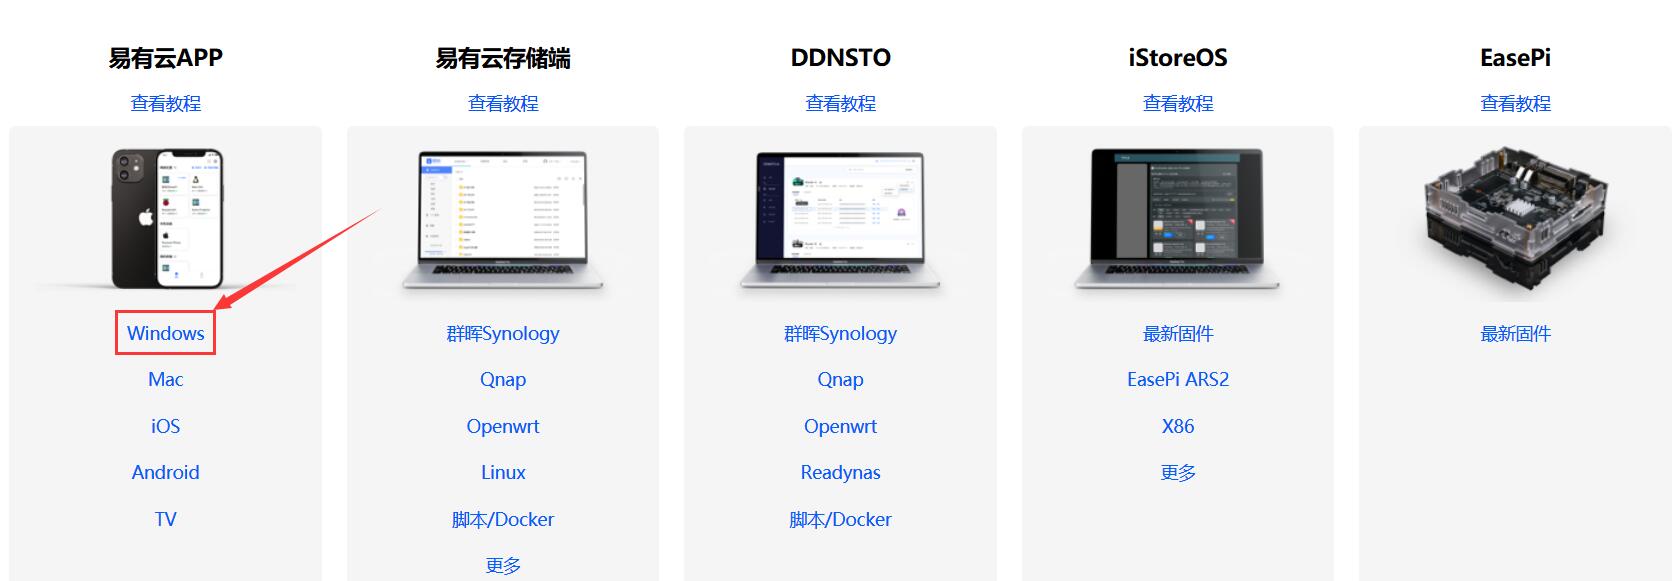 易有云APP
查看教程
Windows
Mac
iOS
Android
TV
易有云存储端
查看教程
群晖Synology
Qnap
Openwrt
Linux
脚本/Docker
更多
DDNSTO
查看教程
群晖Synology
Qnap
Openwrt
Readynas
脚本/Docker
iStoreOS
查看教程
最新固件
EasePi ARS2
X86
更多
EasePi
查看教程
最新固件